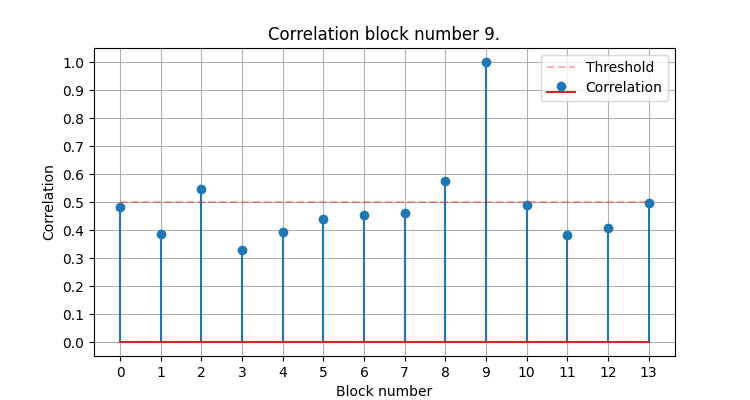 Correlation block number 9.
Threshold
Correlation
Correlation
1.0
0.9
0.8
0.7
0.6
0.5
0.4
0.3
0.2
0.1
0.0
0 1 2 3 4 5 6 7 8 9 10 11 12 13
Block number